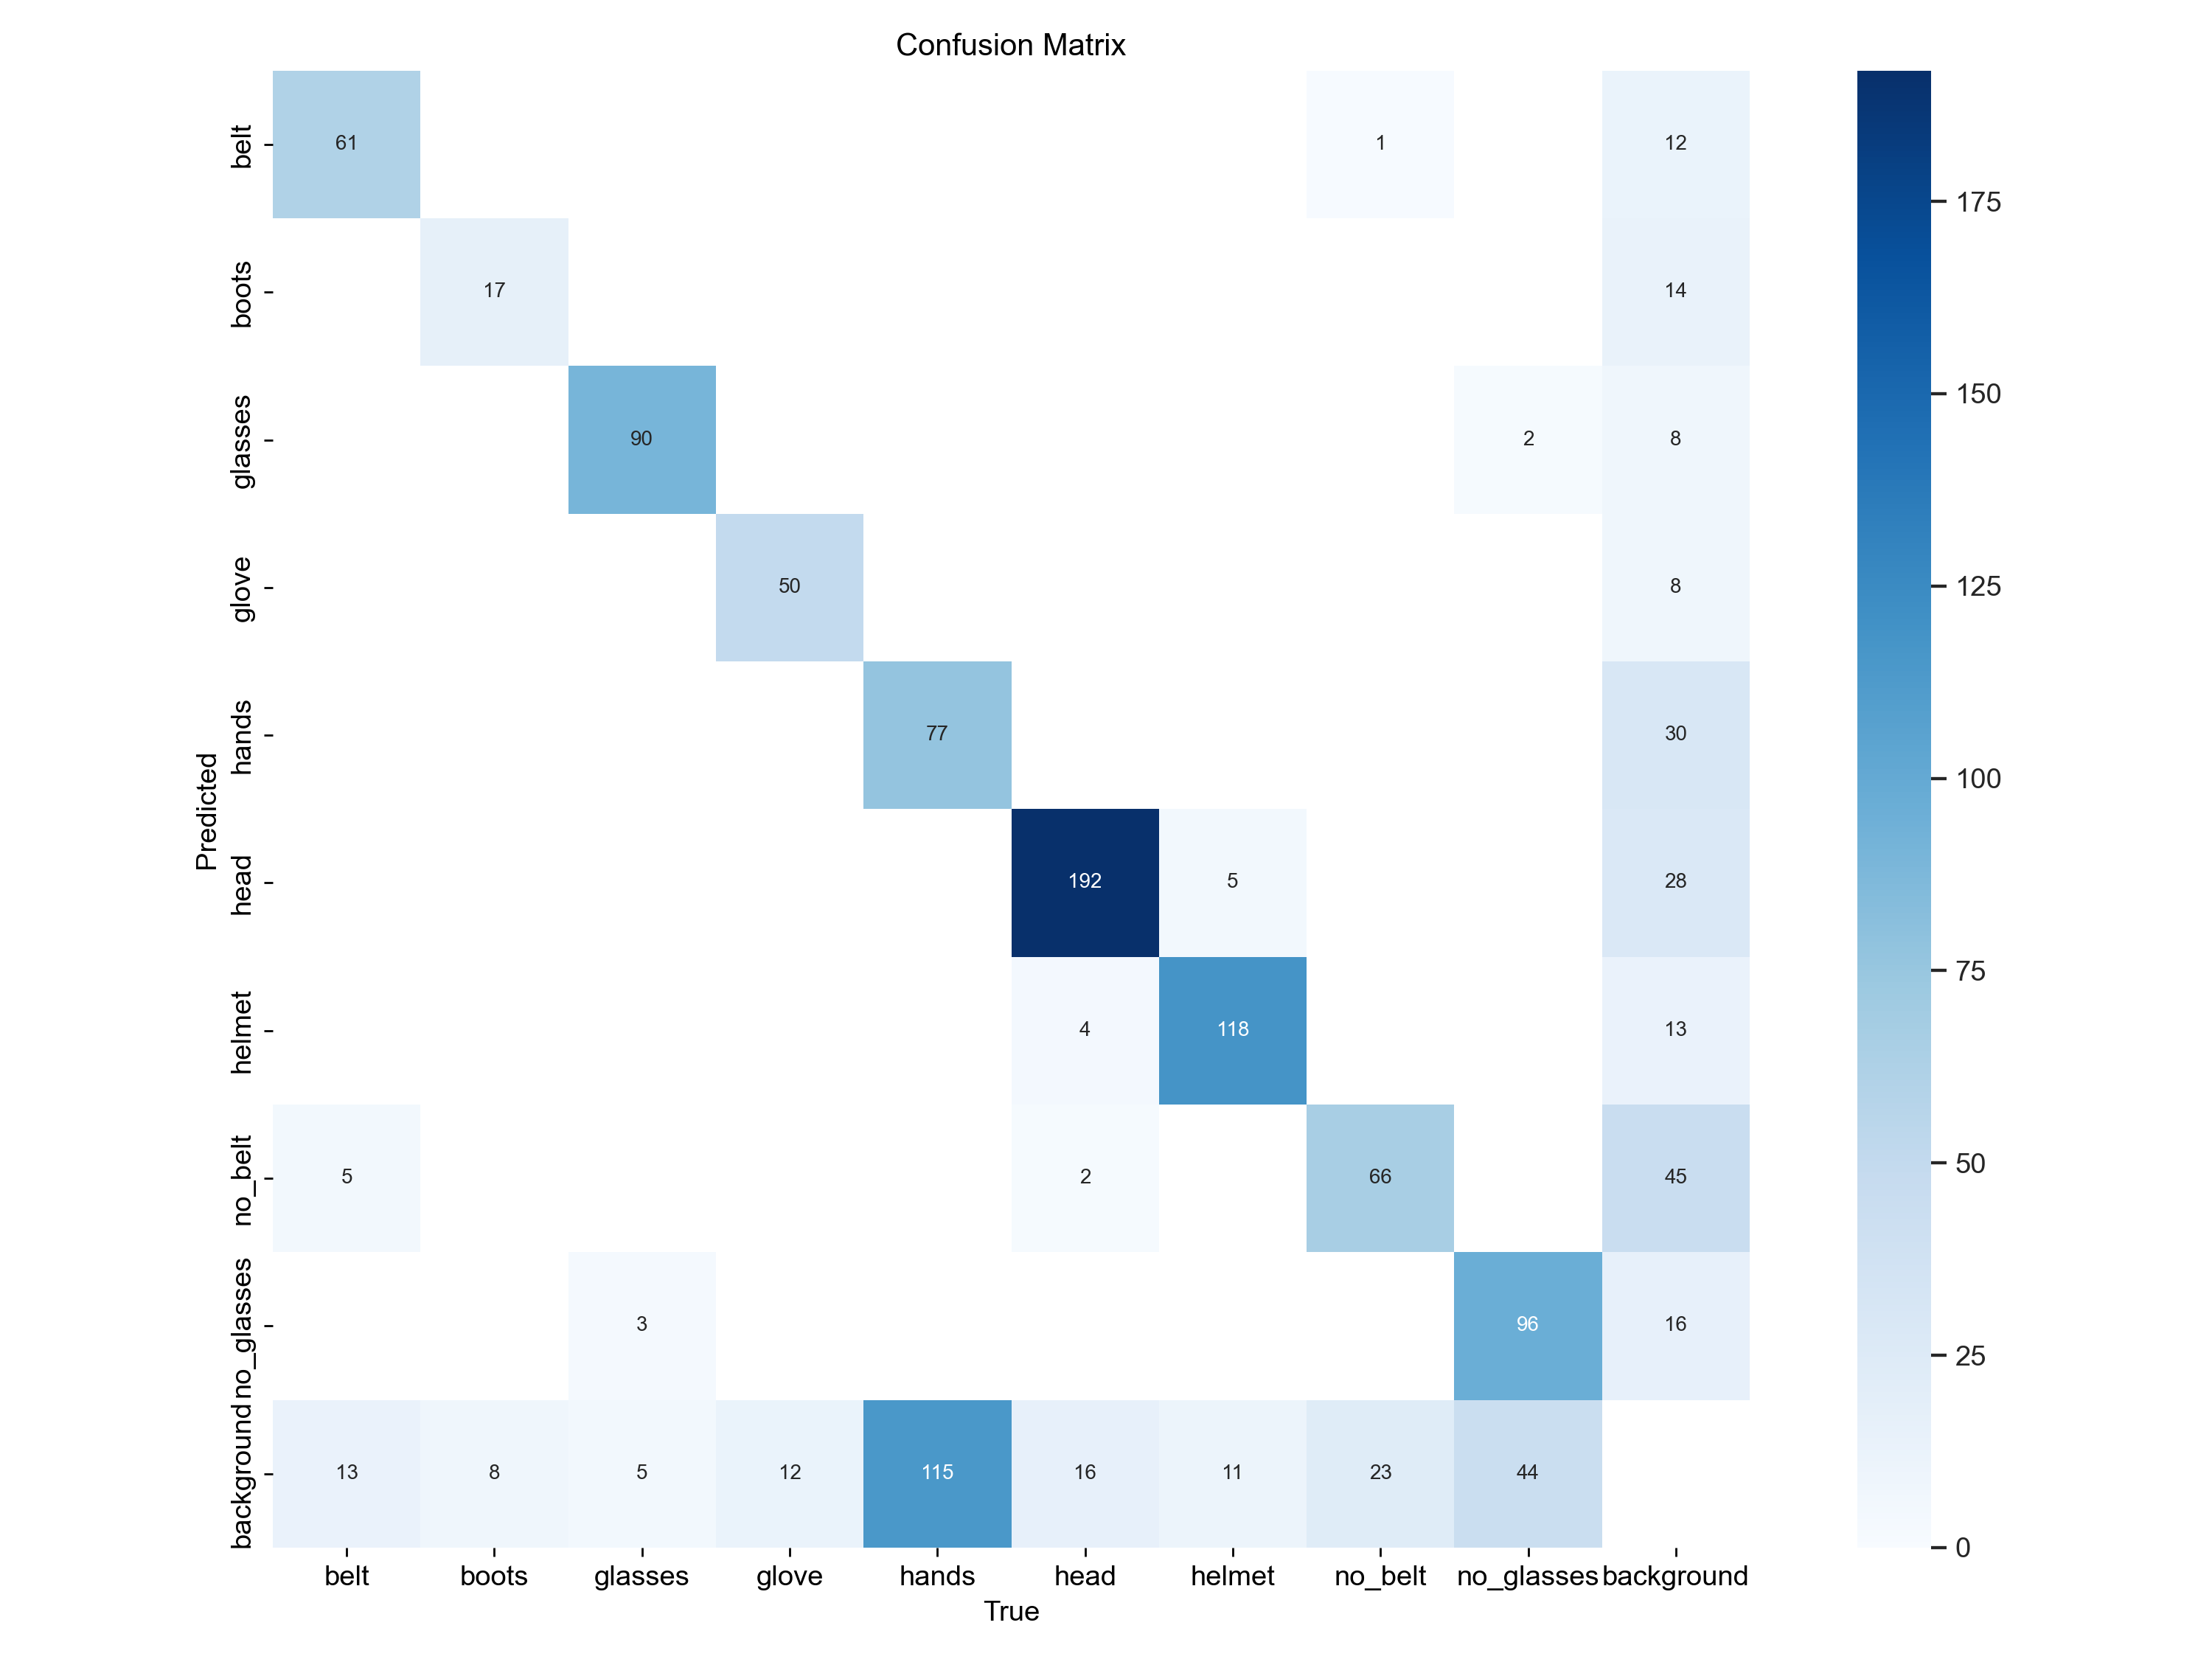 Confusion Matrix
belt 61 1 12
boots 17 14
glasses 90 2 8
glove 50 8
hands 77 30
head 192 5 28
helmet 4 118 13
no_belt 5 2 66 45
no_glasses 3 96 16
background 13 8 5 12 115 16 11 23 44
belt boots glasses glove hands head helmet no_belt no_glasses background
True
Predicted
175
150
125
100
75
50
25
0